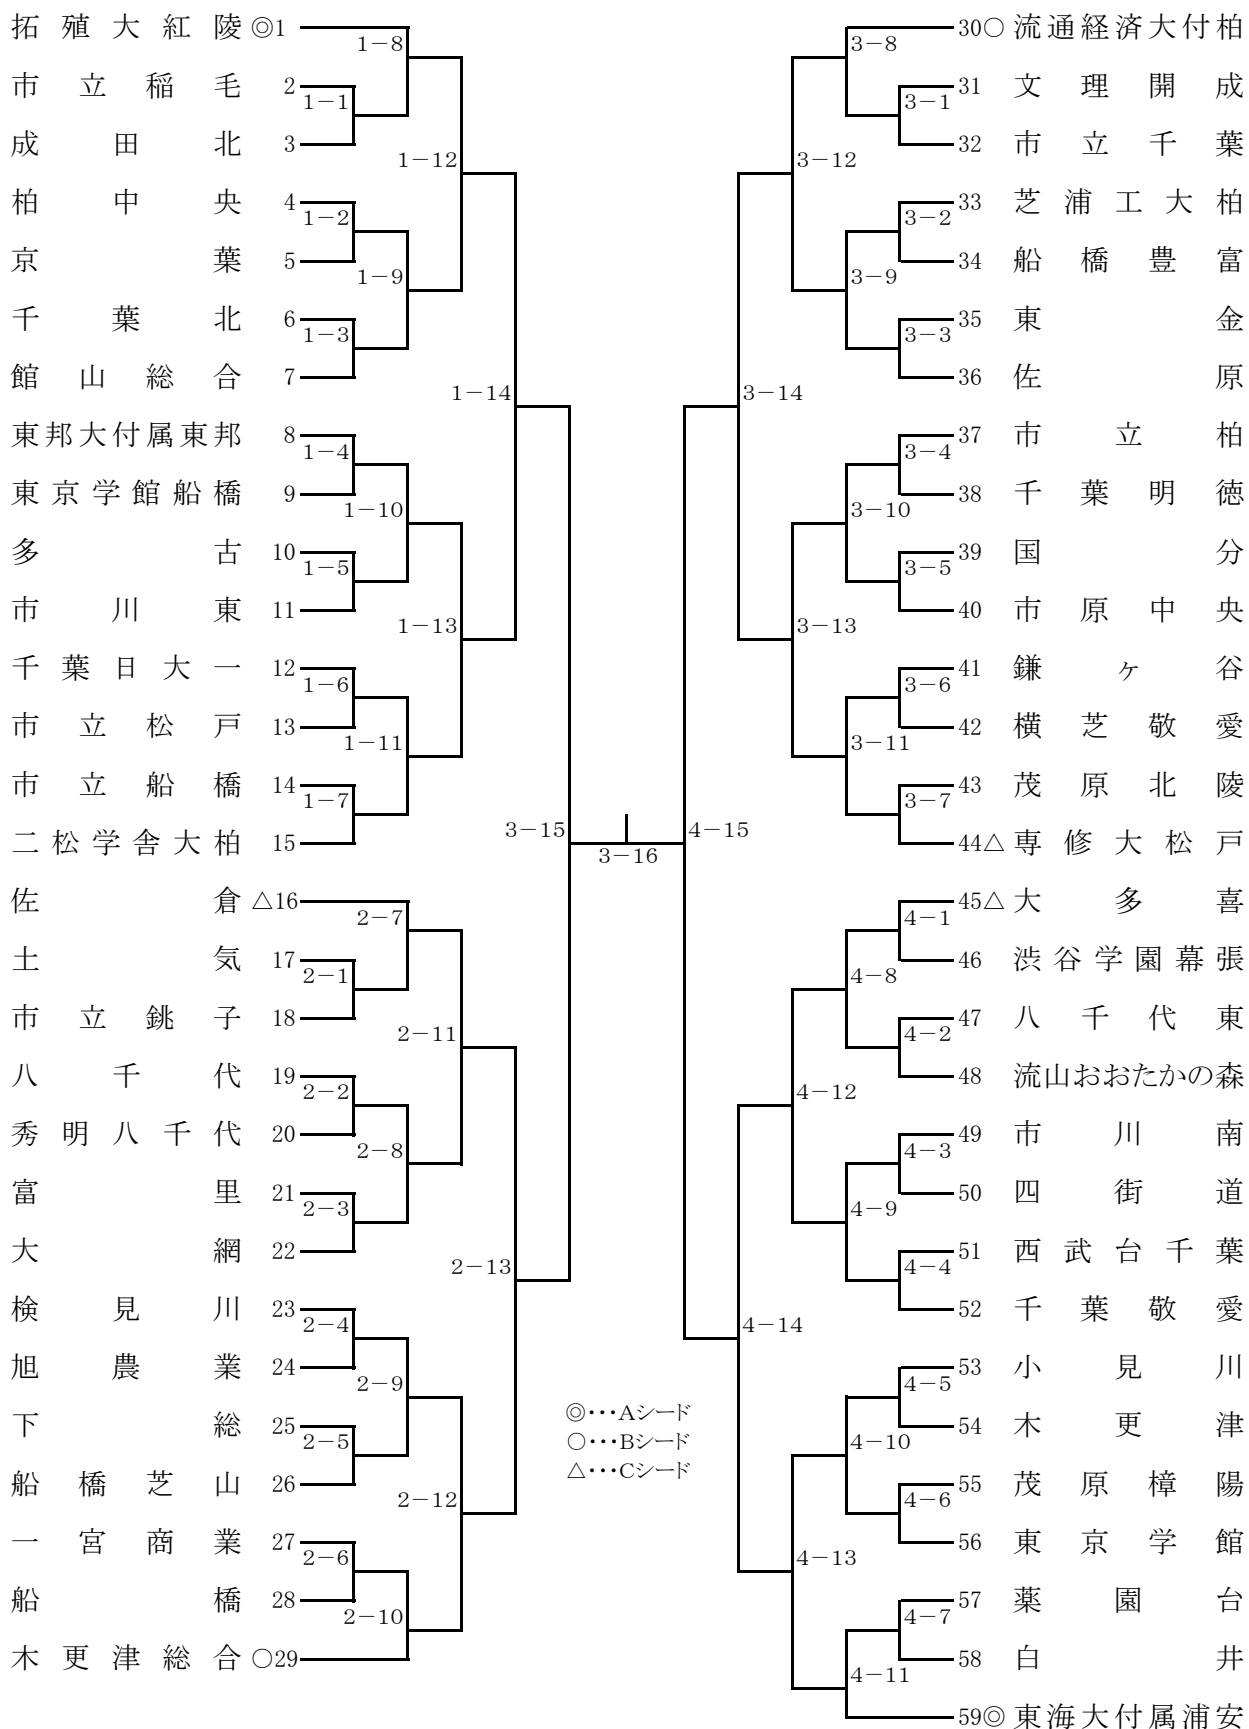 拓殖大紅陵 ◎1
1－8
市立稲毛 2
1－1
成田北 3
1－12
柏中央 4
1－2
京葉 5
1－9
千葉北 6
1－3
館山総合 7
1－14
東邦大付属東邦 8
1－4
東京学館船橋 9
1－10
多古 10
1－5
市川東 11
1－13
千葉日大一 12
1－6
市立松戸 13
1－11
市立船橋 14
1－7
二松学舎大柏 15
3－15
佐倉 △16
2－7
土気 17
2－1
市立銚子 18
2－11
八千代 19
2－2
秀明八千代 20
2－8
富里 21
2－3
大網 22
2－13
検見川 23
2－4
旭農業 24
2－9
下総 25
2－5
船橋芝山 26
2－12
一宮商業 27
2－6
船橋 28
2－10
木更津総合 ○29
3－16
◎・・・Aシード
○・・・Bシード
△・・・Cシード
30○ 流通経済大付柏
3－8
31 文理開成
3－1
32 市立千葉
3－12
33 芝浦工大柏
3－2
34 船橋豊富
3－9
35 東金
3－3
36 佐原
3－14
37 市立柏
3－4
38 千葉明徳
3－10
39 国分
3－5
40 市原中央
3－13
41 鎌ヶ谷
3－6
42 横芝敬愛
3－11
43 茂原北陵
3－7
44△ 専修大松戸
4－15
45△ 大多喜
4－1
46 渋谷学園幕張
4－8
47 八千代東
4－2
48 流山おおたかの森
4－12
49 市川南
4－3
50 四街道
4－9
51 西武台千葉
4－4
52 千葉敬愛
4－14
53 小見川
4－5
54 木更津
4－10
55 茂原樟陽
4－6
56 東京学館
4－13
57 薬園台
4－7
58 白井
4－11
59◎ 東海大付属浦安